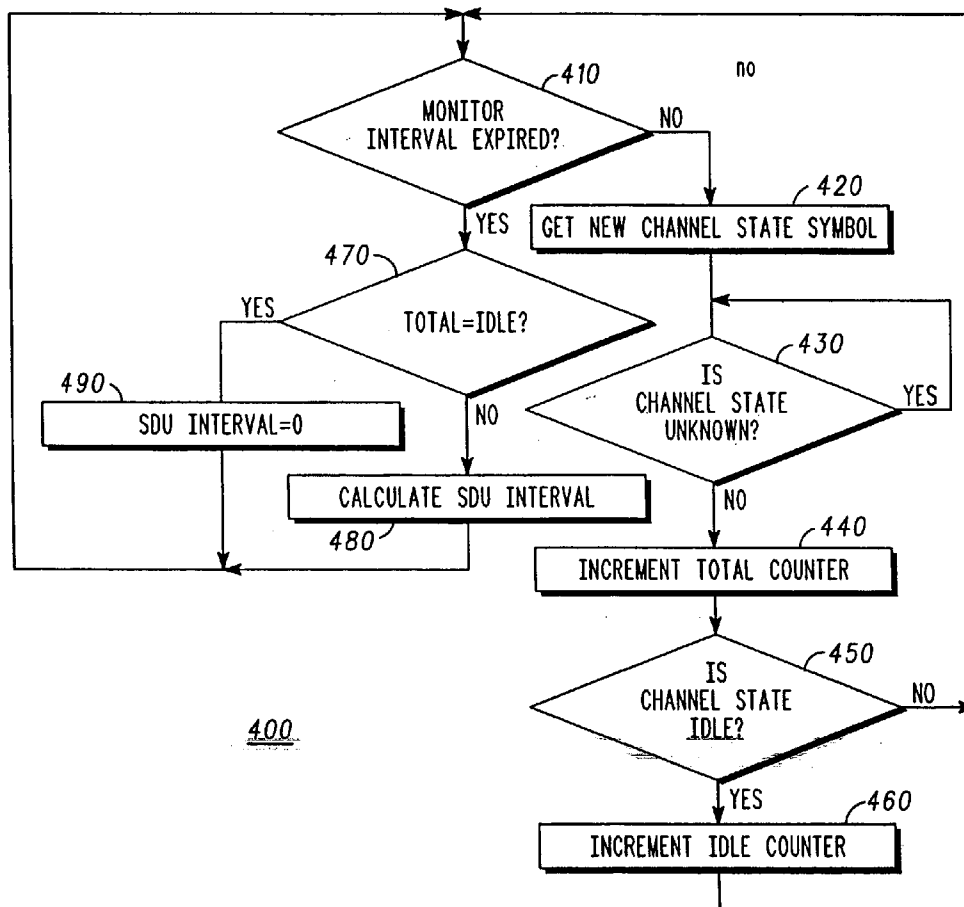 410
no
MONITOR
INTERVAL EXPIRED?
NO
420
YES
GET NEW CHANNEL STATE SYMBOL
470
YES
TOTAL=IDLE?
430
IS
CHANNEL STATE
UNKNOWN?
YES
490
SDU INTERVAL=0
NO
CALCULATE SDU INTERVAL
480
NO
440
INCREMENT TOTAL COUNTER
450
IS
CHANNEL STATE
IDLE?
NO
400
YES
460
INCREMENT IDLE COUNTER